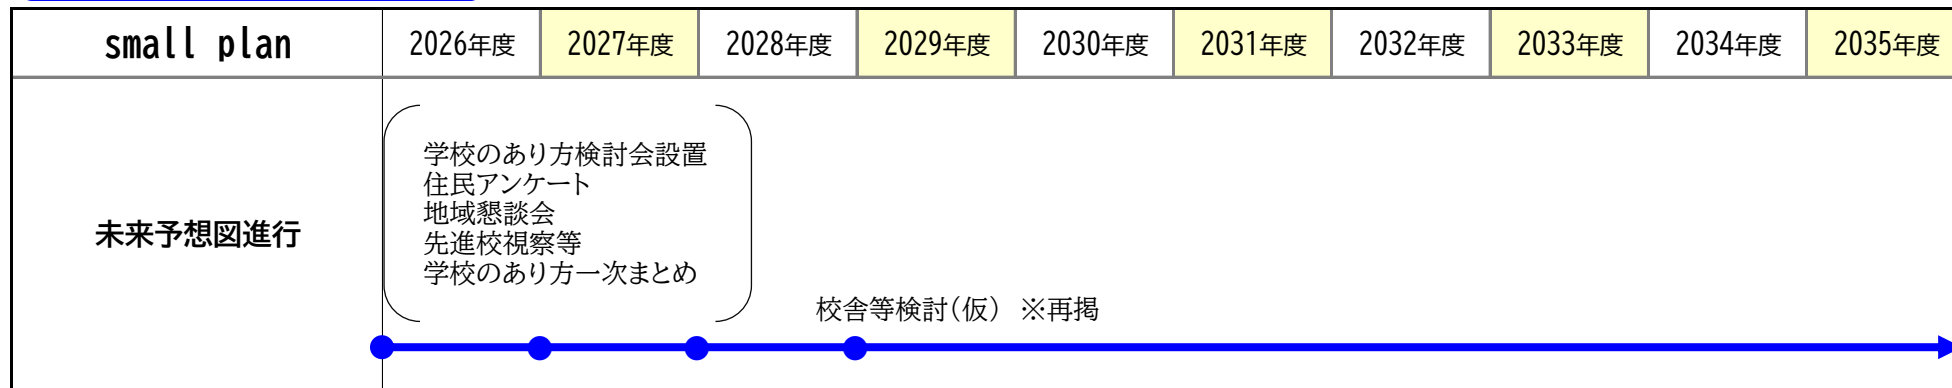 small plan 2026年度 2027年度 2028年度 2029年度 2030年度 2031年度 2032年度 2033年度 2034年度 2035年度
未来予想図進行
学校のあり方検討会設置
住民アンケート
地域懇談会
先進校視察等
学校のあり方一次まとめ
校舎等検討(仮) ※再掲